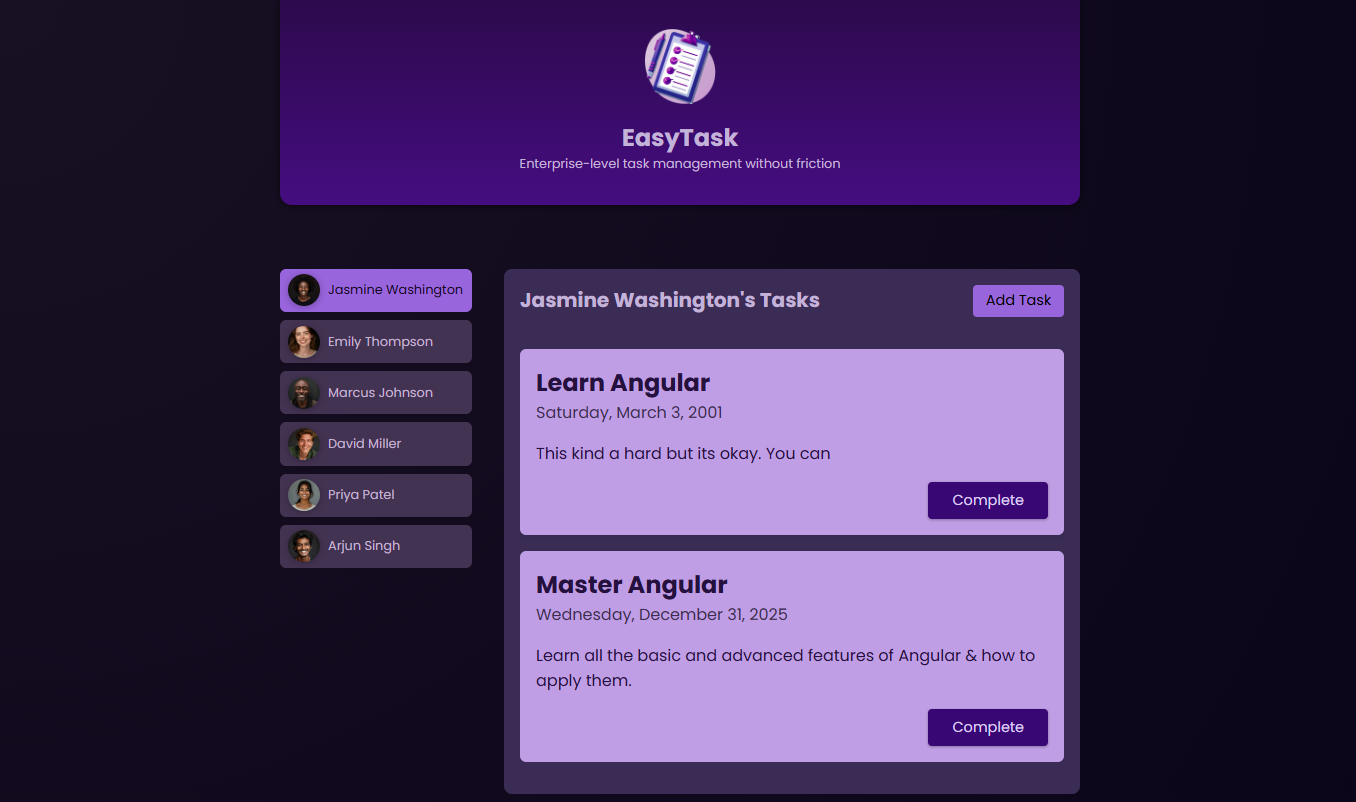 EasyTask
Enterprise-level task management without friction
Jasmine Washington
Emily Thompson
Marcus Johnson
David Miller
Priya Patel
Arjun Singh
Jasmine Washington's Tasks
Add Task
Learn Angular
Saturday, March 3, 2001
This kind a hard but its okay. You can
Complete
Master Angular
Wednesday, December 31, 2025
Learn all the basic and advanced features of Angular & how to
apply them.
Complete